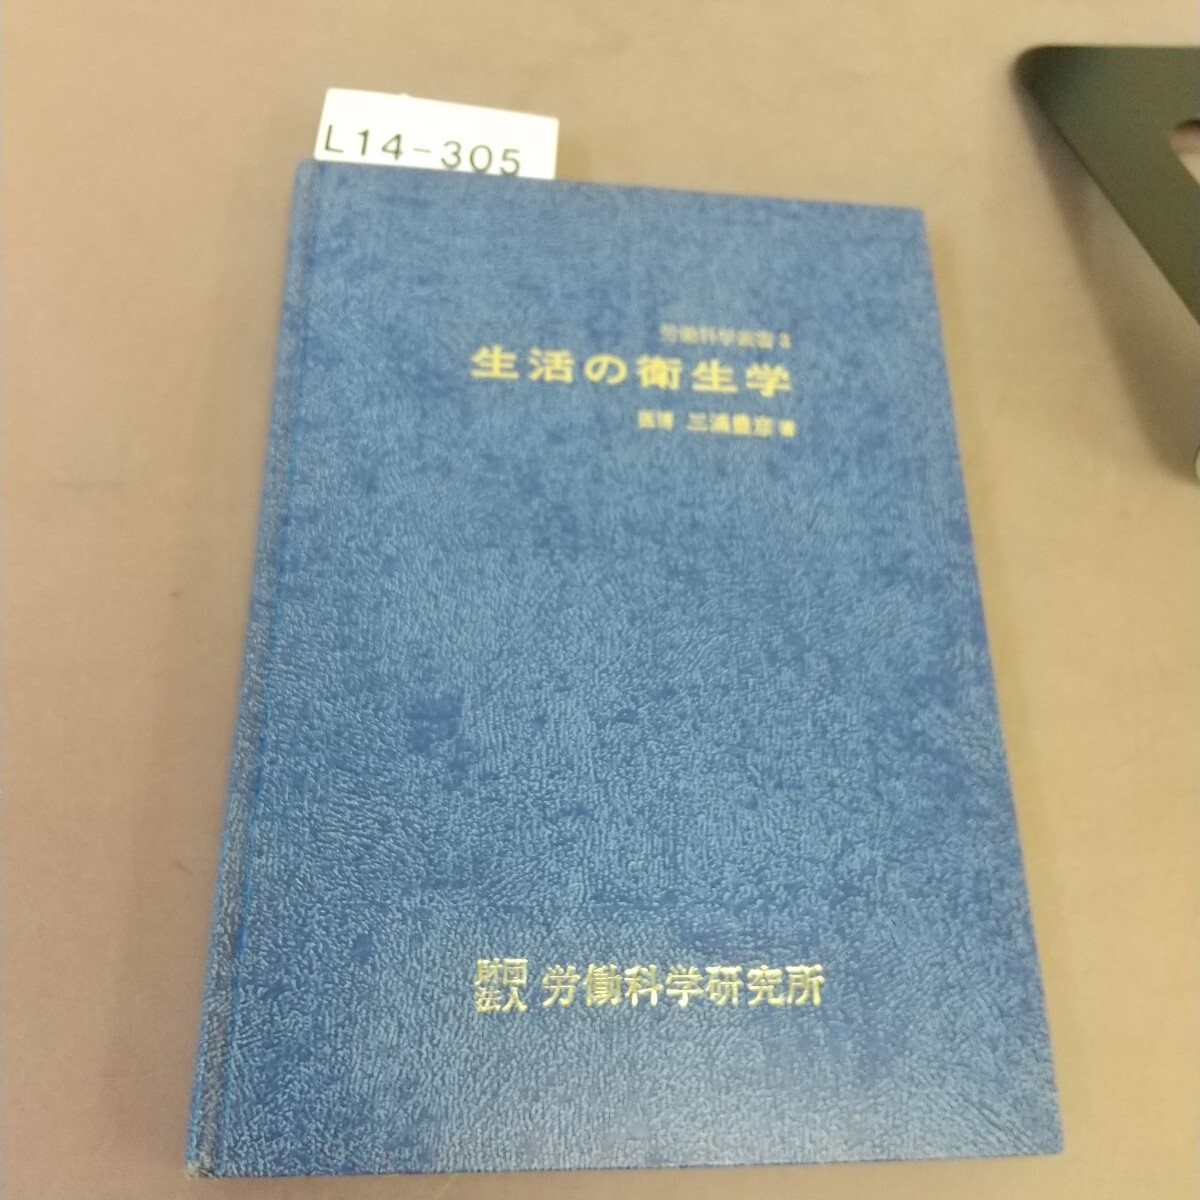 L14-305
労働科学叢書 3
生活の衛生学
医博 三浦豊彦 著
財団法人 労働科学研究所